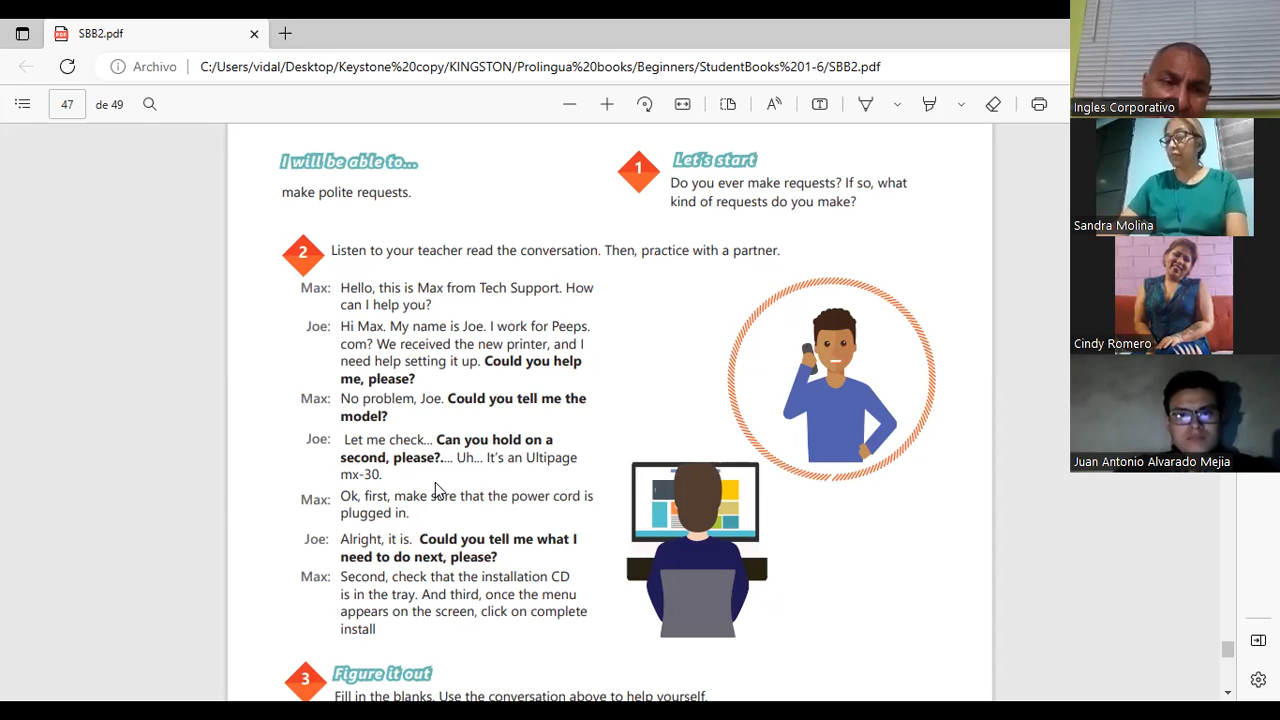 SBB2.pdf
Archivo
C:/Users/vidal/Desktop/Keystone%20copy/KINGSTON/Prolingua%20books/Beginners/StudentBooks%201-6/SBB2.pdf
47
de 49
I will be able to...
make polite requests.
1
Let's start
Do you ever make requests? If so, what
kind of requests do you make?
2
Listen to your teacher read the conversation. Then, practice with a partner.
Max: Hello, this is Max from Tech Support. How
can I help you?
Joe: Hi Max. My name is Joe. I work for Peeps.
com? We received the new printer, and I
need help setting it up. Could you help
me, please?
Max: No problem, Joe. Could you tell me the
model?
Joe: Let me check... Can you hold on a
second, please?.... Uh... It's an Ultipage
mx-30.
Max: Ok, first, make sure that the power cord is
plugged in.
Joe: Alright, it is. Could you tell me what I
need to do next, please?
Max: Second, check that the installation CD
is in the tray. And third, once the menu
appears on the screen, click on complete
install
3
Figure it out
Fill in the blanks. Use the conversation above to help yourself.
Ingles Corporativo
Sandra Molina
Cindy Romero
Juan Antonio Alvarado Mejia